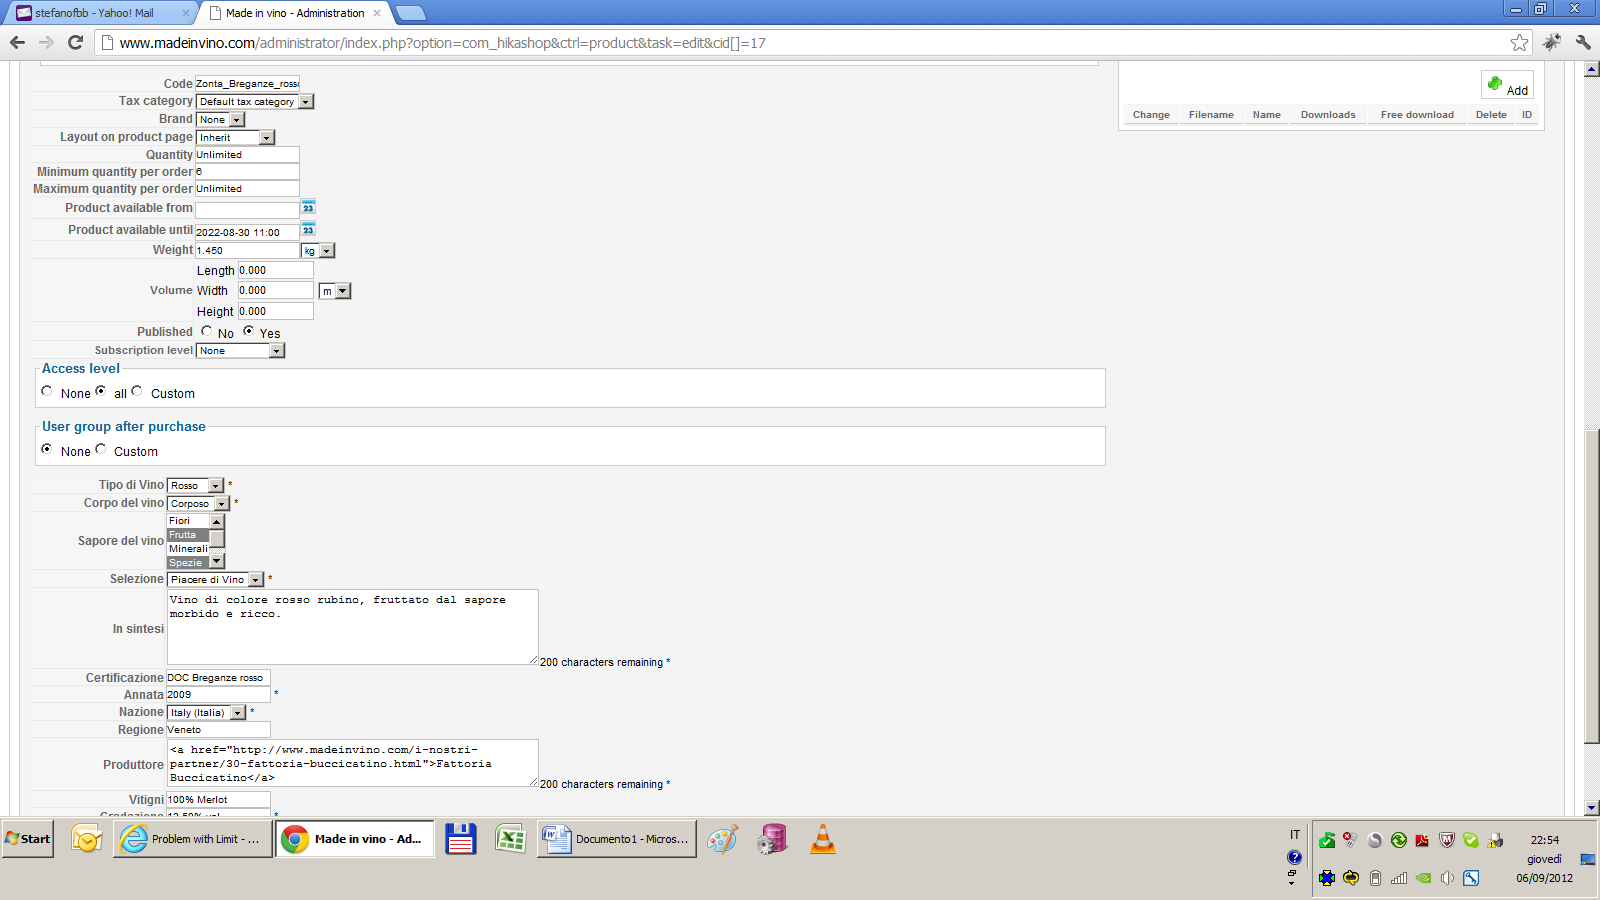 stefanofbb - Yahoo! Mail
Made in vino - Administration
www.madeinvino.com/administrator/index.php?option=com_hikashop&ctrl=product&task=edit&cid[]=17
Code Zonta_Breganze_ross
Tax category Default tax category
Brand None
Layout on product page Inherit
Quantity Unlimited
Minimum quantity per order 6
Maximum quantity per order Unlimited
Product available from 23
Product available until 2022-08-30 11:00 23
Weight 1.450 kg
Length 0.000
Volume Width 0.000 m
Height 0.000
Published No Yes
Subscription level None
Add
Change Filename Name Downloads Free download Delete ID
Access level
None all Custom
User group after purchase
None Custom
Tipo di Vino Rosso *
Corpo del vino Corposo *
Fiori
Frutta
Sapore del vino
Minerali
Spezie
Selezione Piacere di Vino *
Vino di colore rosso rubino, fruttato dal sapore
morbido e ricco.
In sintesi
200 characters remaining *
Certificazione DOC Breganze rosso
Annata 2009 *
Nazione Italy (Italia) *
Regione Veneto
<a href="http://www.madeinvino.com/i-nostri-
Produttore partner/30-fattoria-buccicatino.html">Fattoria
Buccicatino</a>
200 characters remaining *
Vitigni 100% Merlot
Gradazione 12,50% vol *
Start
Problem with Limit - ...
Made in vino - Ad...
Documento1 - Micros...
IT
22:54
giovedì
06/09/2012